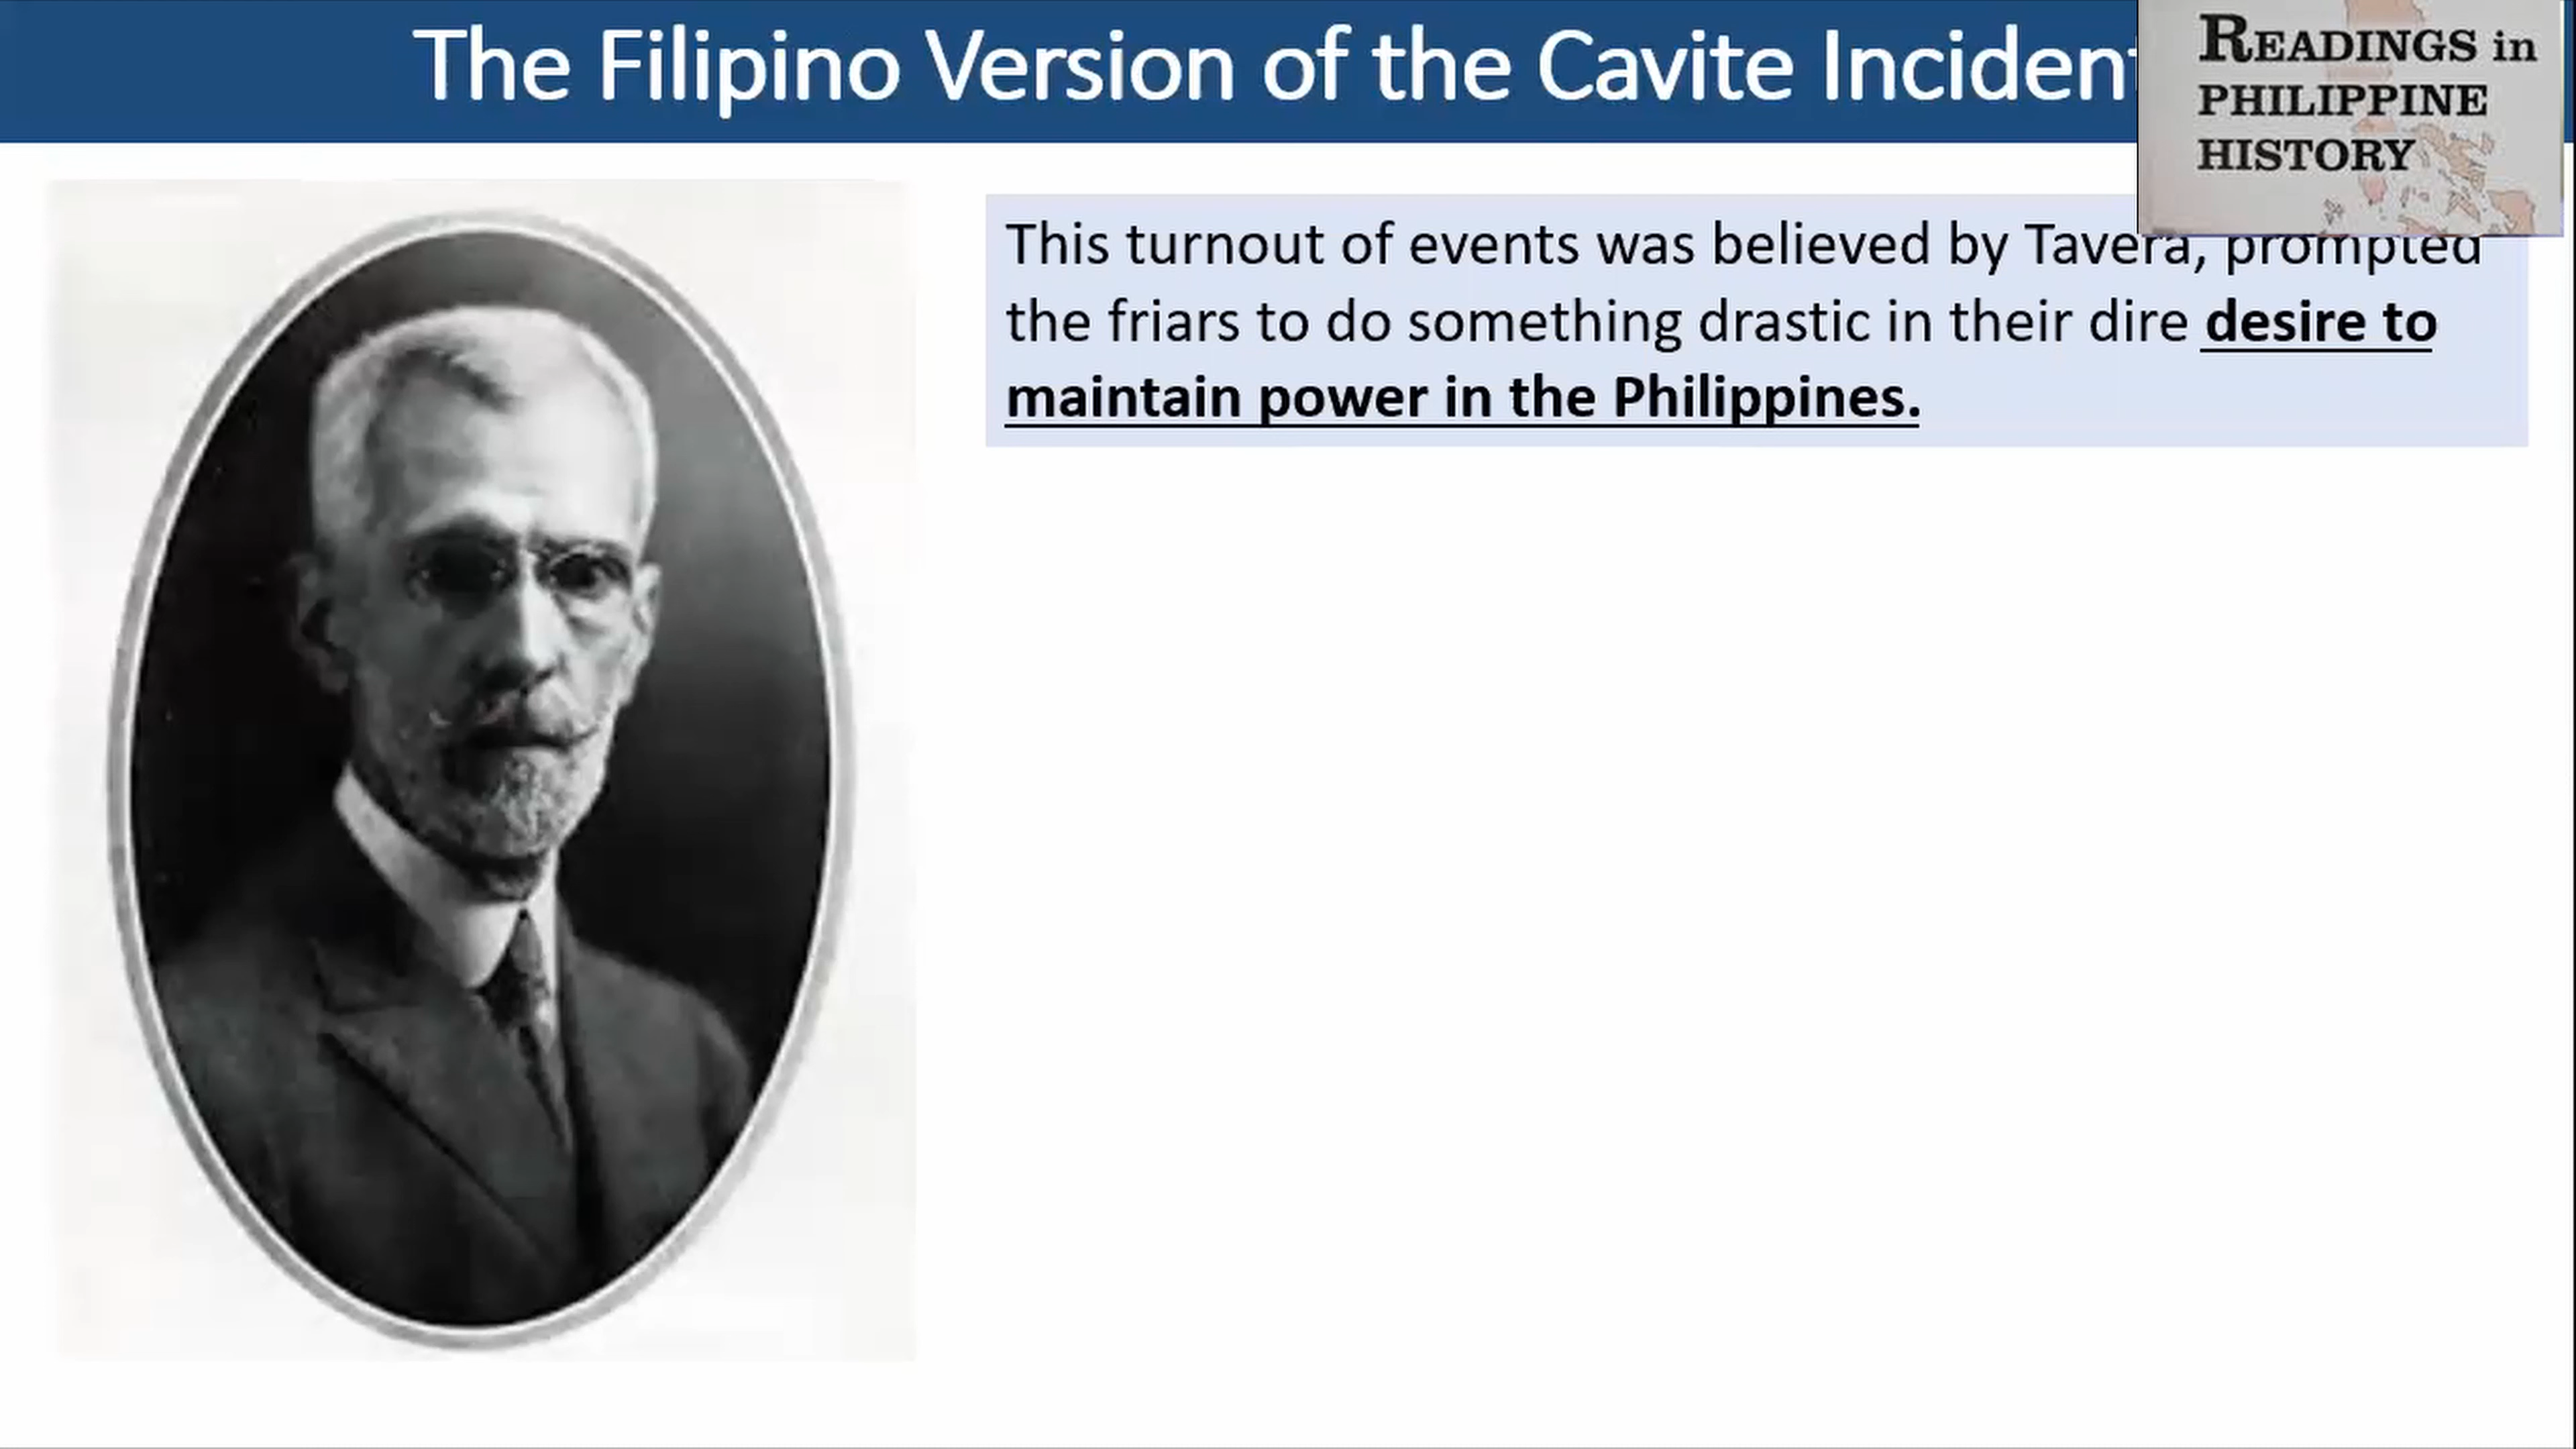 The Filipino Version of the Cavite Incident
READINGS in
PHILIPPINE
HISTORY
This turnout of events was believed by Tavera, prompted
the friars to do something drastic in their dire desire to
maintain power in the Philippines.